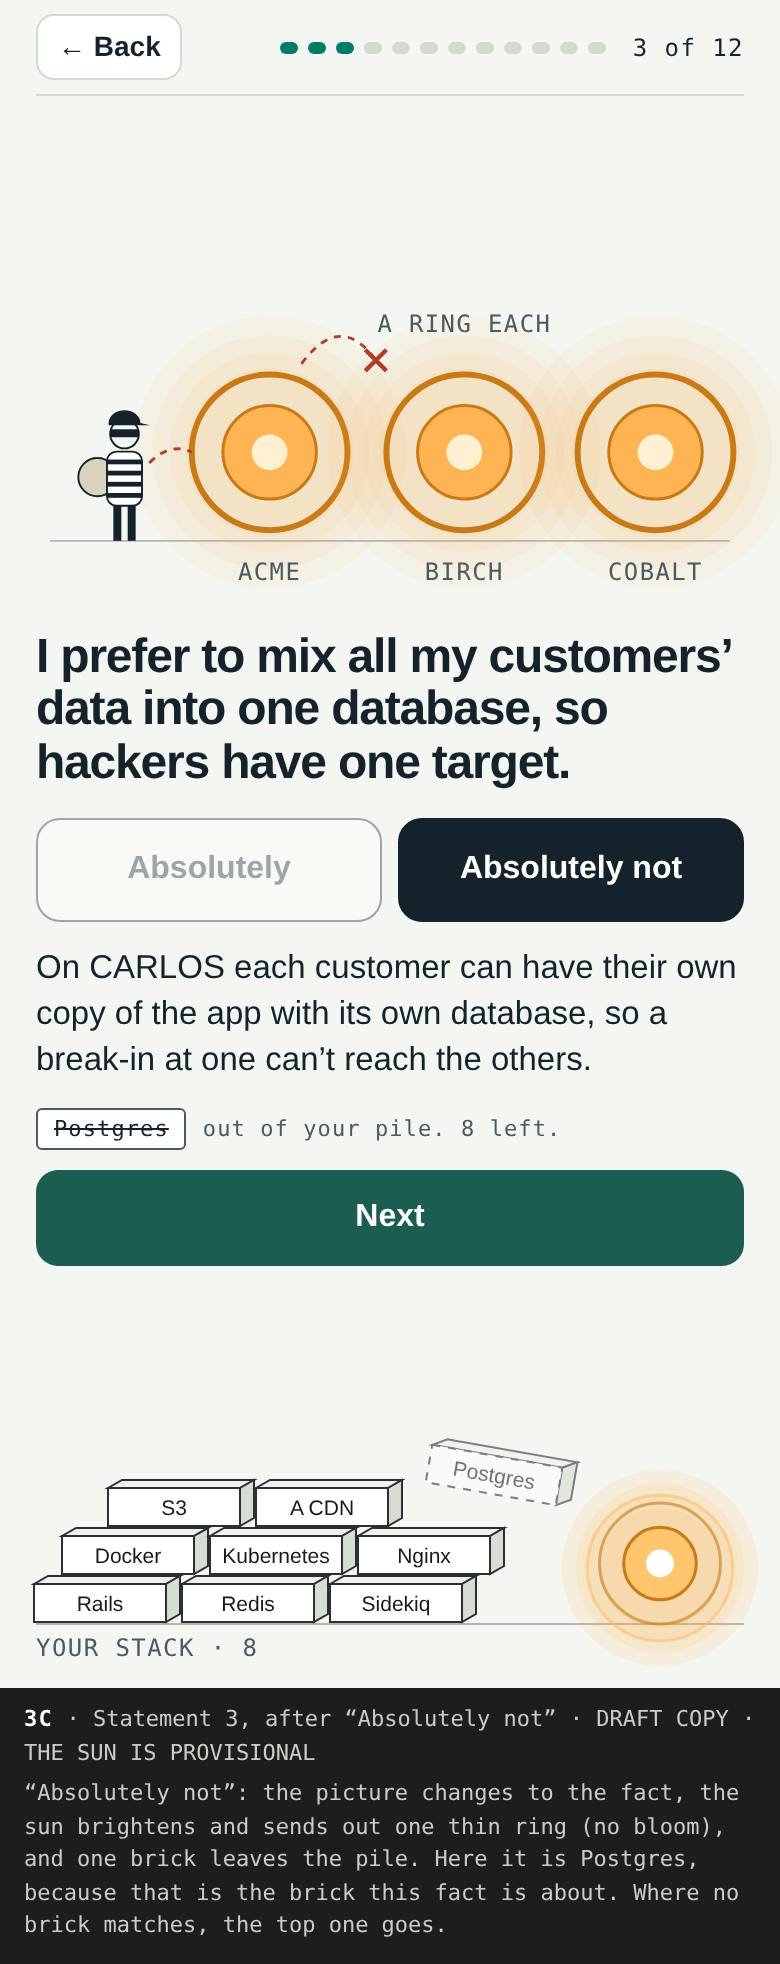 ← Back
3 of 12
A RING EACH
ACME
BIRCH
COBALT
I prefer to mix all my customers’
data into one database, so
hackers have one target.
Absolutely
Absolutely not
On CARLOS each customer can have their own
copy of the app with its own database, so a
break-in at one can’t reach the others.
Postgres out of your pile. 8 left.
Next
Postgres
S3
A CDN
Docker
Kubernetes
Nginx
Rails
Redis
Sidekiq
YOUR STACK · 8
3C · Statement 3, after “Absolutely not” · DRAFT COPY ·
THE SUN IS PROVISIONAL
“Absolutely not”: the picture changes to the fact, the
sun brightens and sends out one thin ring (no bloom),
and one brick leaves the pile. Here it is Postgres,
because that is the brick this fact is about. Where no
brick matches, the top one goes.